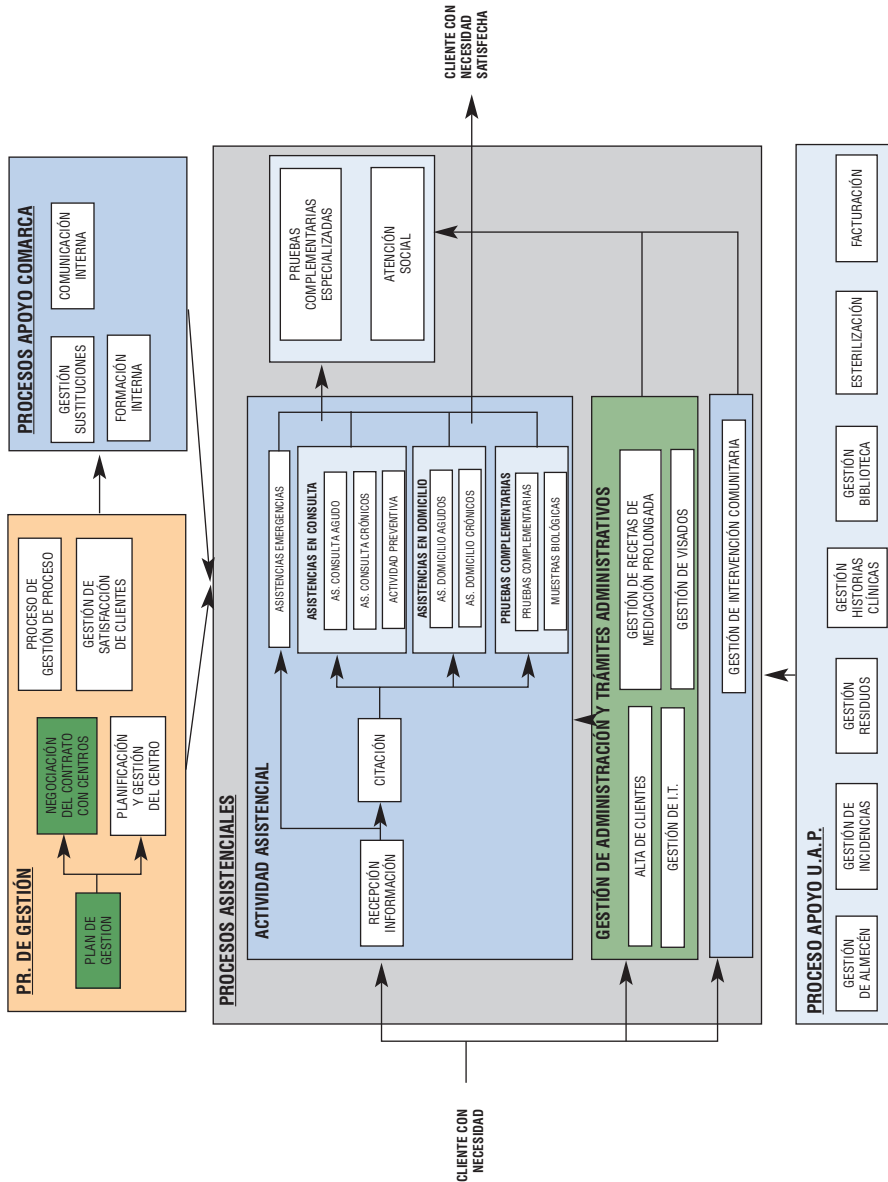 PR. DE GESTIÓN
PLAN DE
GESTION
NEGOCIACIÓN
DEL CONTRATO
CON CENTROS
PLANIFICACIÓN
Y GESTIÓN
DEL CENTRO
PROCESO DE
GESTIÓN DE PROCESO
GESTIÓN DE
SATISFACCIÓN
DE CLIENTES
PROCESOS APOYO COMARCA
GESTIÓN
SUSTITUCIONES
FORMACIÓN
INTERNA
COMUNICACIÓN
INTERNA
CLIENTE CON
NECESIDAD
PROCESOS ASISTENCIALES
ACTIVIDAD ASISTENCIAL
RECEPCIÓN
INFORMACIÓN
CITACIÓN
ASISTENCIAS EMERGENCIAS
ASISTENCIAS EN CONSULTA
AS. CONSULTA AGUDO
AS. CONSULTA CRÓNICOS
ACTIVIDAD PREVENTIVA
ASISTENCIAS EN DOMICILIO
AS. DOMICILIO AGUDOS
AS. DOMICILIO CRÓNICOS
PRUEBAS COMPLEMENTARIAS
PRUEBAS COMPLEMENTARIAS
MUESTRAS BIOLÓGICAS
PRUEBAS
COMPLEMENTARIAS
ESPECIALIZADAS
ATENCIÓN
SOCIAL
CLIENTE CON
NECESIDAD
SATISFECHA
GESTIÓN DE ADMINISTRACIÓN Y TRÁMITES ADMINISTRATIVOS
ALTA DE CLIENTES
GESTIÓN DE I.T.
GESTIÓN DE RECETAS DE
MEDICACIÓN PROLONGADA
GESTIÓN DE VISADOS
GESTIÓN DE INTERVENCIÓN COMUNITARIA
PROCESO APOYO U.A.P.
GESTIÓN
DE ALMECÉN
GESTIÓN DE
INCIDENCIAS
GESTIÓN
RESIDUOS
GESTIÓN
HISTORIAS
CLÍNICAS
GESTIÓN
BIBLIOTECA
ESTERILIZACIÓN
FACTURACIÓN